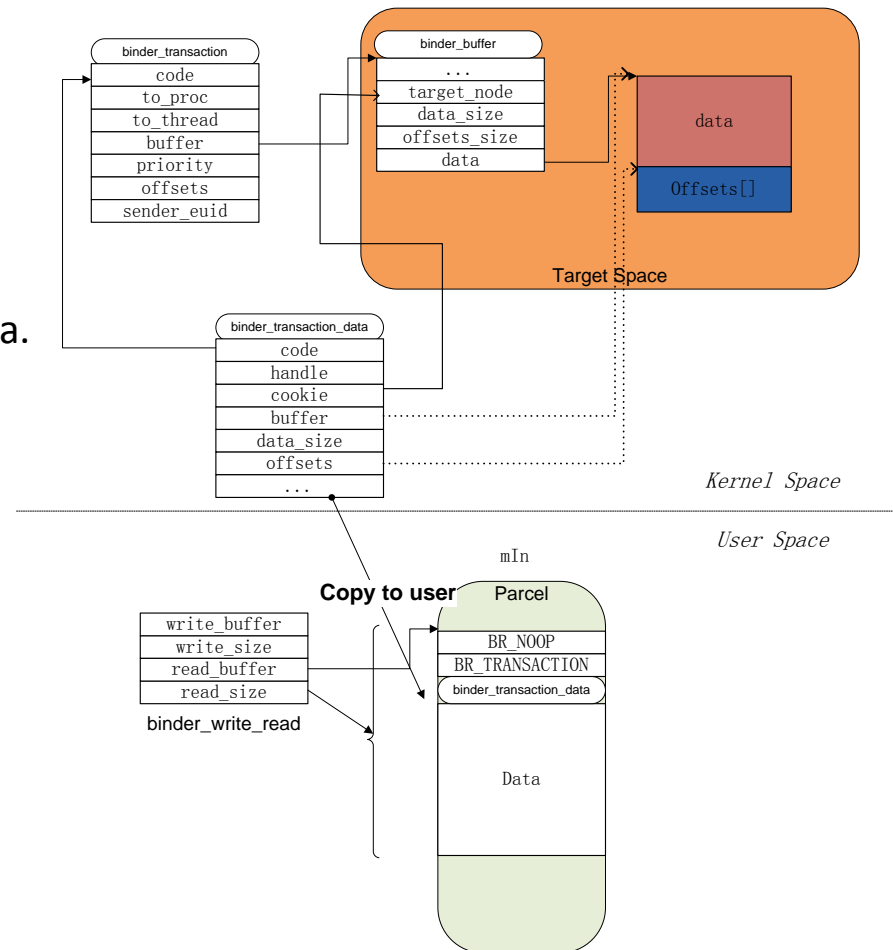 binder_transaction
code
to_proc
to_thread
buffer
priority
offsets
sender_euid
binder_buffer
...
target_node
data_size
offsets_size
data
data
Offsets[]
Target Space
a.
binder_transaction_data
code
handle
cookie
buffer
data_size
offsets
...
Kernel Space
User Space
mIn
Copy to user
Parcel
write_buffer
write_size
read_buffer
read_size
binder_write_read
BR_NOOP
BR_TRANSACTION
binder_transaction_data
Data